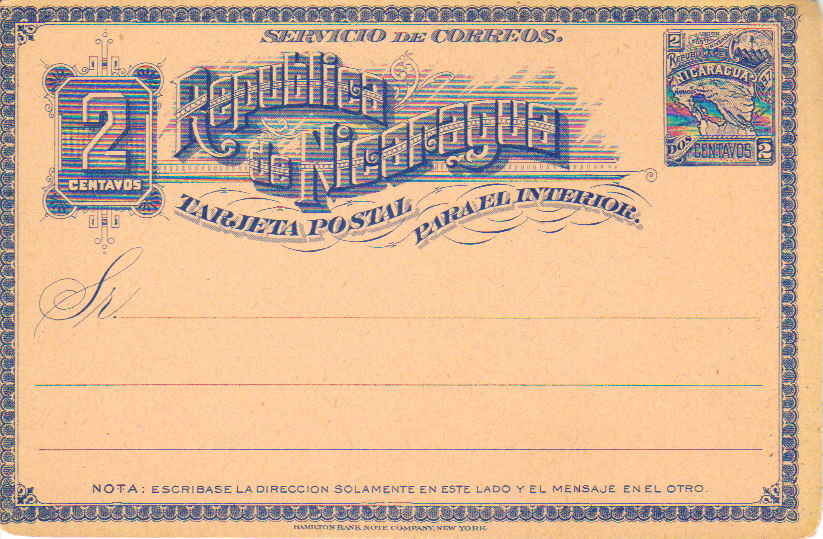 SERVICIO DE CORREOS.
2
CENTAVOS
Republica
de Nicaragua
TARJETA POSTAL PARA EL INTERIOR.
2
REPUBLICA DE
NICARAGUA
DOS CENTAVOS 2
Sr.
NOTA: ESCRIBASE LA DIRECCION SOLAMENTE EN ESTE LADO Y EL MENSAJE EN EL OTRO.
HAMILTON BANK NOTE COMPANY, NEW YORK